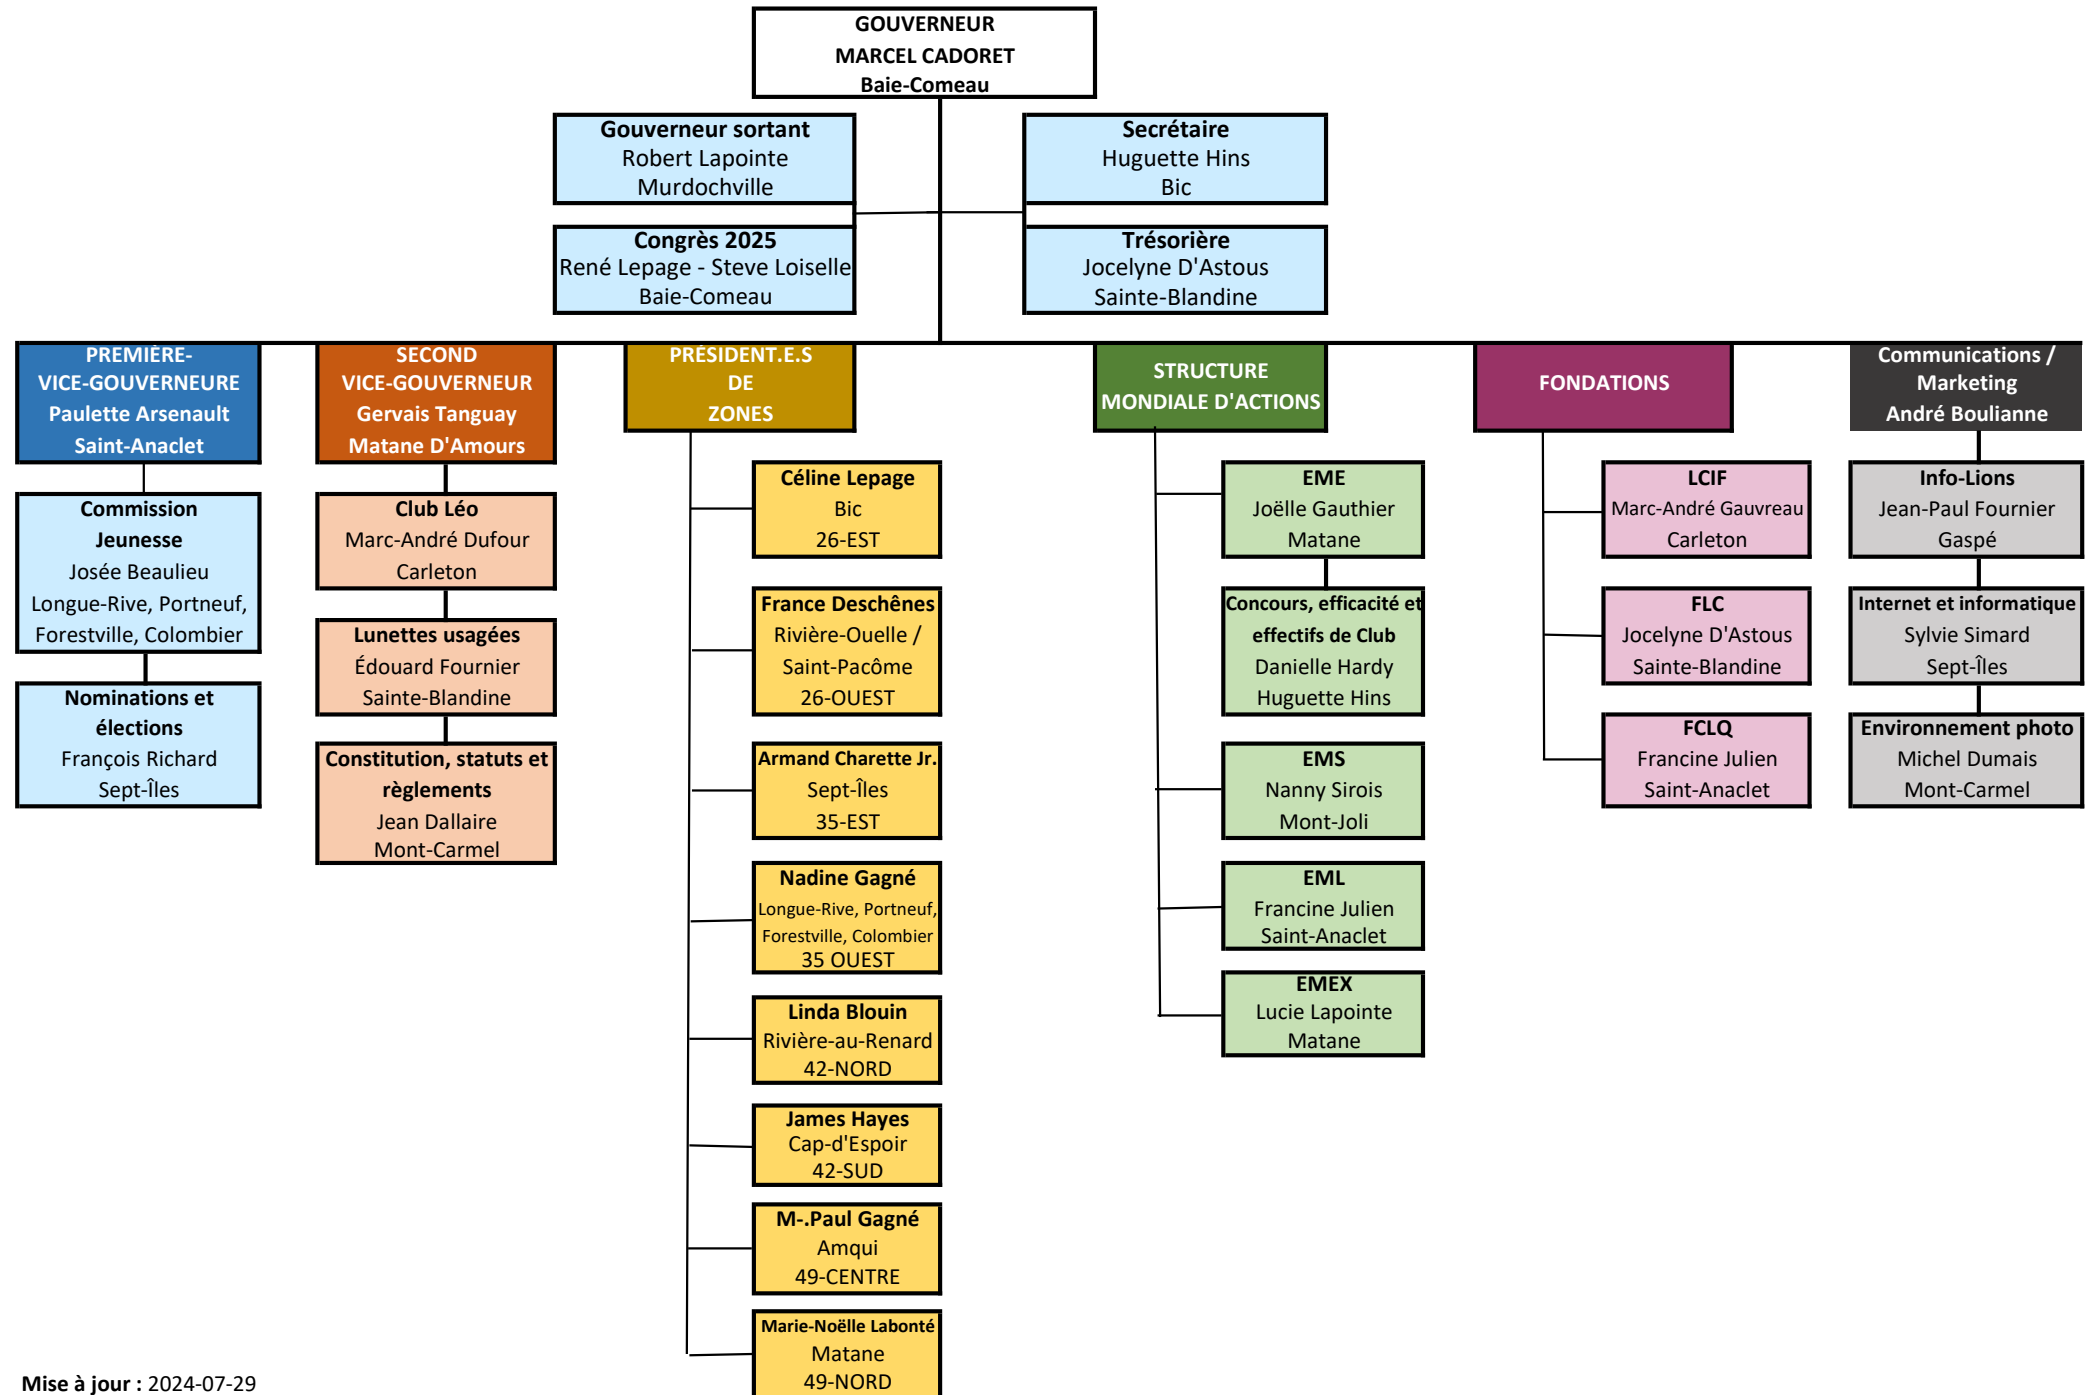 GOUVERNEUR
MARCEL CADORET
Baie-Comeau
Gouverneur sortant
Robert Lapointe
Murdochville
Secrétaire
Huguette Hins
Bic
Congrès 2025
René Lepage - Steve Loiselle
Baie-Comeau
Trésorière
Jocelyne D'Astous
Sainte-Blandine
PREMIÈRE-
VICE-GOUVERNEURE
Paulette Arsenault
Saint-Anaclet
Commission
Jeunesse
Josée Beaulieu
Longue-Rive, Portneuf,
Forestville, Colombier
Nominations et
élections
François Richard
Sept-Îles
SECOND
VICE-GOUVERNEUR
Gervais Tanguay
Matane D'Amours
Club Léo
Marc-André Dufour
Carleton
Lunettes usagées
Édouard Fournier
Sainte-Blandine
Constitution, statuts et
règlements
Jean Dallaire
Mont-Carmel
PRÉSIDENT.E.S
DE
ZONES
Céline Lepage
Bic
26-EST
France Deschênes
Rivière-Ouelle /
Saint-Pacôme
26-OUEST
Armand Charette Jr.
Sept-Îles
35-EST
Nadine Gagné
Longue-Rive, Portneuf,
Forestville, Colombier
35 OUEST
Linda Blouin
Rivière-au-Renard
42-NORD
James Hayes
Cap-d'Espoir
42-SUD
M-.Paul Gagné
Amqui
49-CENTRE
Marie-Noëlle Labonté
Matane
49-NORD
STRUCTURE
MONDIALE D'ACTIONS
EME
Joëlle Gauthier
Matane
Concours, efficacité et
effectifs de Club
Danielle Hardy
Huguette Hins
EMS
Nanny Sirois
Mont-Joli
EML
Francine Julien
Saint-Anaclet
EMEX
Lucie Lapointe
Matane
FONDATIONS
LCIF
Marc-André Gauvreau
Carleton
FLC
Jocelyne D'Astous
Sainte-Blandine
FCLQ
Francine Julien
Saint-Anaclet
Communications /
Marketing
André Boulianne
Info-Lions
Jean-Paul Fournier
Gaspé
Internet et informatique
Sylvie Simard
Sept-Îles
Environnement photo
Michel Dumais
Mont-Carmel
Mise à jour : 2024-07-29